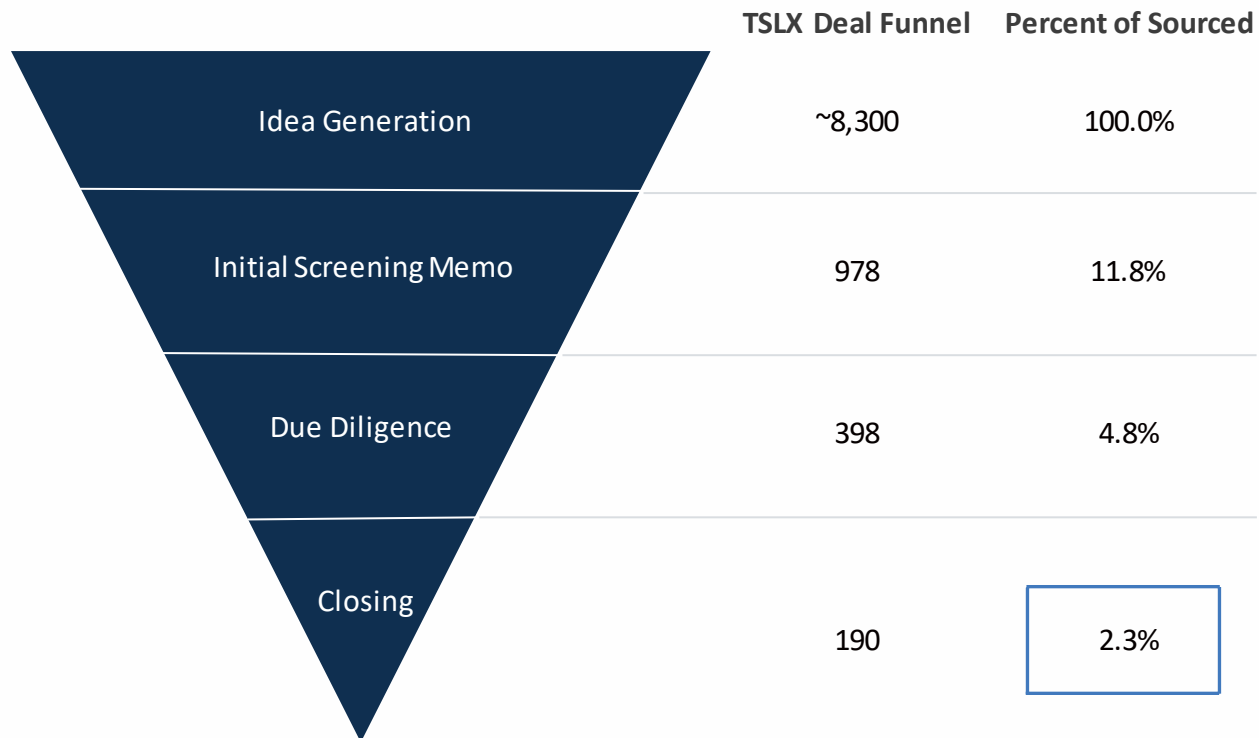 TSLX Deal Funnel Percent of Sourced
Idea Generation ~8,300 100.0%
Initial Screening Memo 978 11.8%
Due Diligence 398 4.8%
Closing 190 2.3%